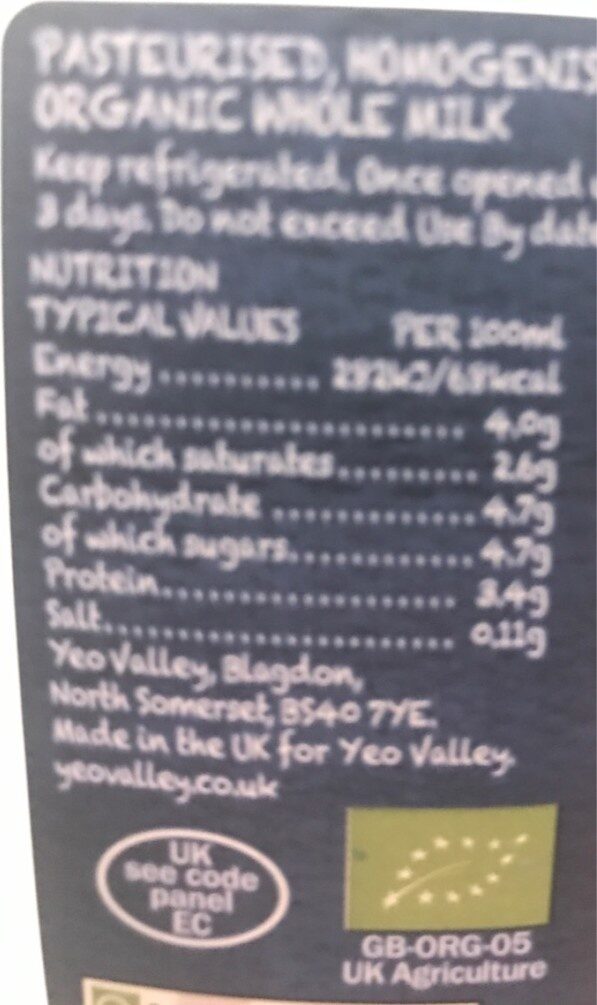 PASTEURISED, HOMOGENIS
ORGANIC WHOLE MILK
Keep refrigerated. Once opened
3 days. Do not exceed Use By date
NUTRITION
TYPICAL VALUES PER 100ml
Energy .......... 282kJ/68kcal
Fat ........................ 4.0g
of which saturates.......... 2.6g
Carbohydrate ............... 4.7g
of which sugars............. 4.7g
Protein.................... 3.4g
Salt....................... 0.11g
Yeo Valley, Blagdon,
North Somerset, BS40 7YE.
Made in the UK for Yeo Valley.
yeovalley.co.uk
UK
see code
panel
EC
GB-ORG-05
UK Agriculture